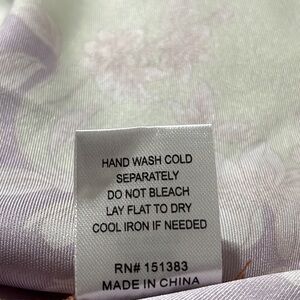 HAND WASH COLD
SEPARATELY
DO NOT BLEACH
LAY FLAT TO DRY
COOL IRON IF NEEDED
RN# 151383
MADE IN CHINA